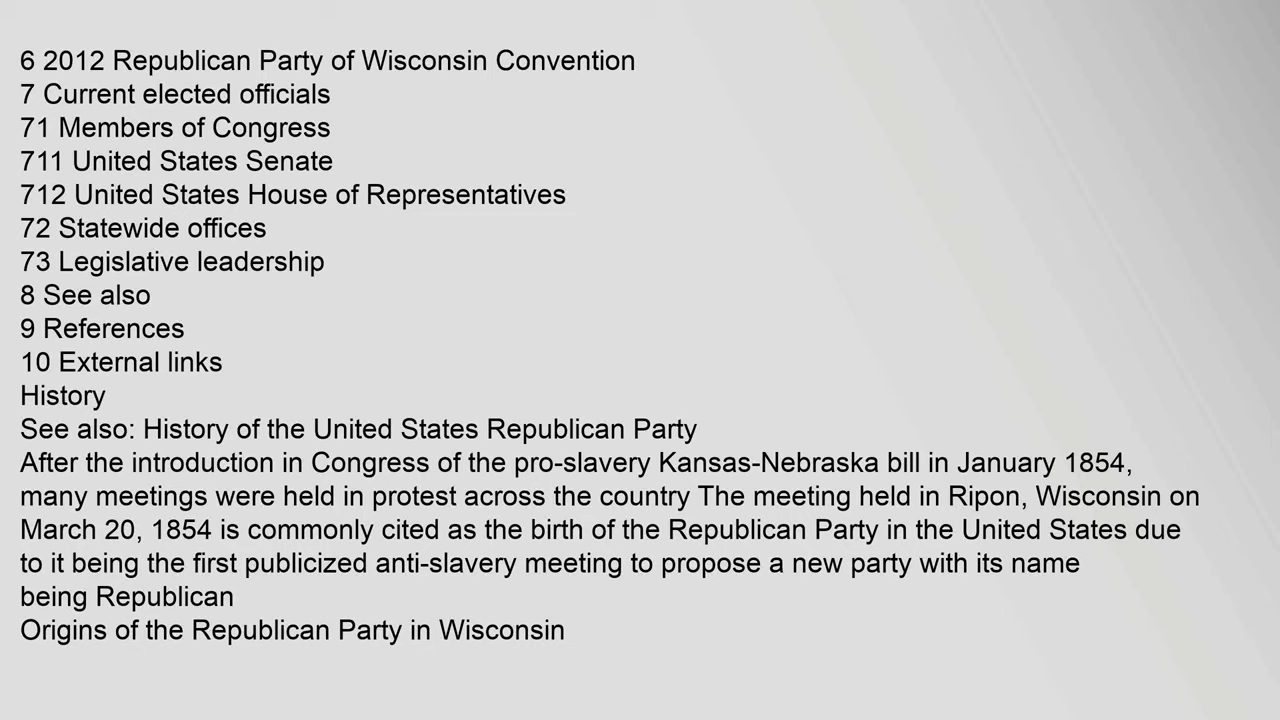 6 2012 Republican Party of Wisconsin Convention
7 Current elected officials
71 Members of Congress
711 United States Senate
712 United States House of Representatives
72 Statewide offices
73 Legislative leadership
8 See also
9 References
10 External links
History
See also: History of the United States Republican Party
After the introduction in Congress of the pro-slavery Kansas-Nebraska bill in January 1854,
many meetings were held in protest across the country The meeting held in Ripon, Wisconsin on
March 20, 1854 is commonly cited as the birth of the Republican Party in the United States due
to it being the first publicized anti-slavery meeting to propose a new party with its name
being Republican
Origins of the Republican Party in Wisconsin